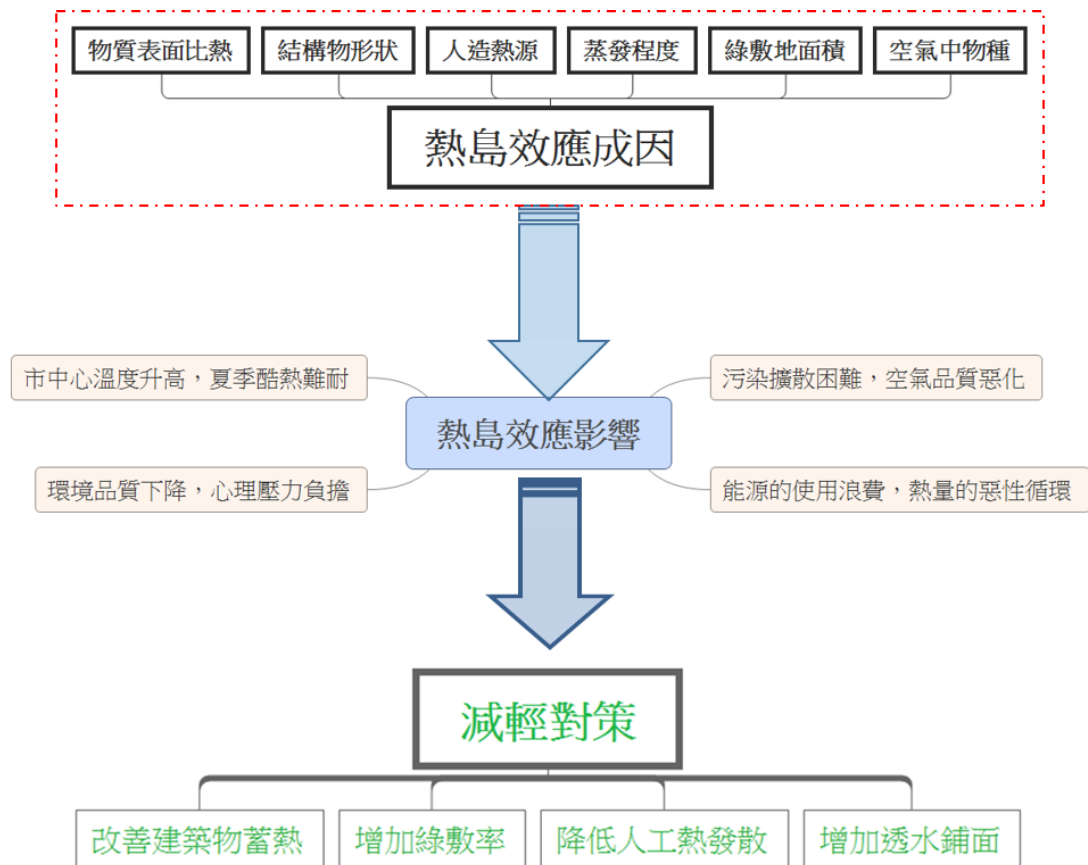 物質表面比熱
結構物形狀
人造熱源
蒸發程度
綠敷地面積
空氣中物種
熱島效應成因
市中心溫度升高，夏季酷熱難耐
污染擴散困難，空氣品質惡化
熱島效應影響
環境品質下降，心理壓力負擔
能源的使用浪費，熱量的惡性循環
減輕對策
改善建築物蓄熱
增加綠敷率
降低人工熱發散
增加透水鋪面